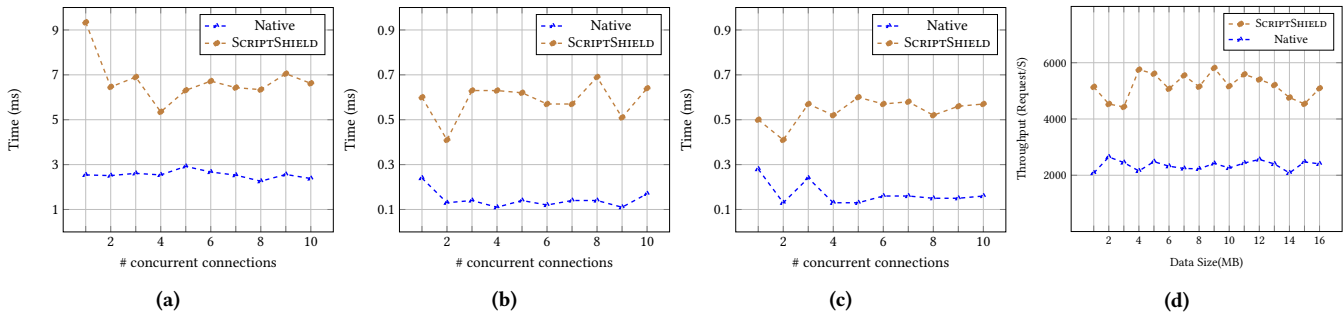 Native
SCRIPTSHIELD
9
7
5
3
1
2 4 6 8 10
Time (ms)
# concurrent connections
(a)
Native
SCRIPTSHIELD
0.9
0.7
0.5
0.3
0.1
2 4 6 8 10
Time (ms)
# concurrent connections
(b)
Native
SCRIPTSHIELD
0.9
0.7
0.5
0.3
0.1
2 4 6 8 10
Time (ms)
# concurrent connections
(c)
SCRIPTSHIELD
Native
6000
4000
2000
2 4 6 8 10 12 14 16
Throughput (Request/S)
Data Size(MB)
(d)